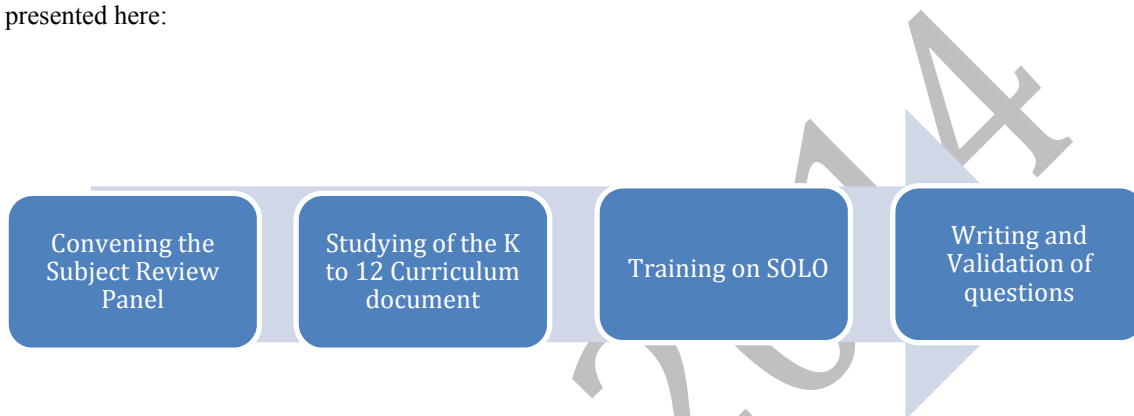 presented here:
Convening the
Subject Review
Panel
Studying of the K
to 12 Curriculum
document
Training on SOLO
Writing and
Validation of
questions
2014